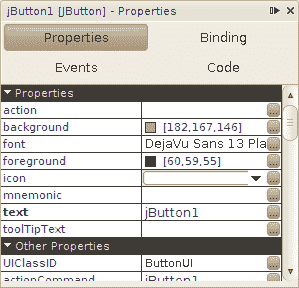 jButton1 [JButton] - Properties
Properties Binding
Events Code
Properties
action
background [182,167,146]
font DejaVu Sans 13 Pla
foreground [60,59,55]
icon
mnemonic
text jButton1
toolTipText
Other Properties
UIClassID ButtonUI
actionCommand jButton1